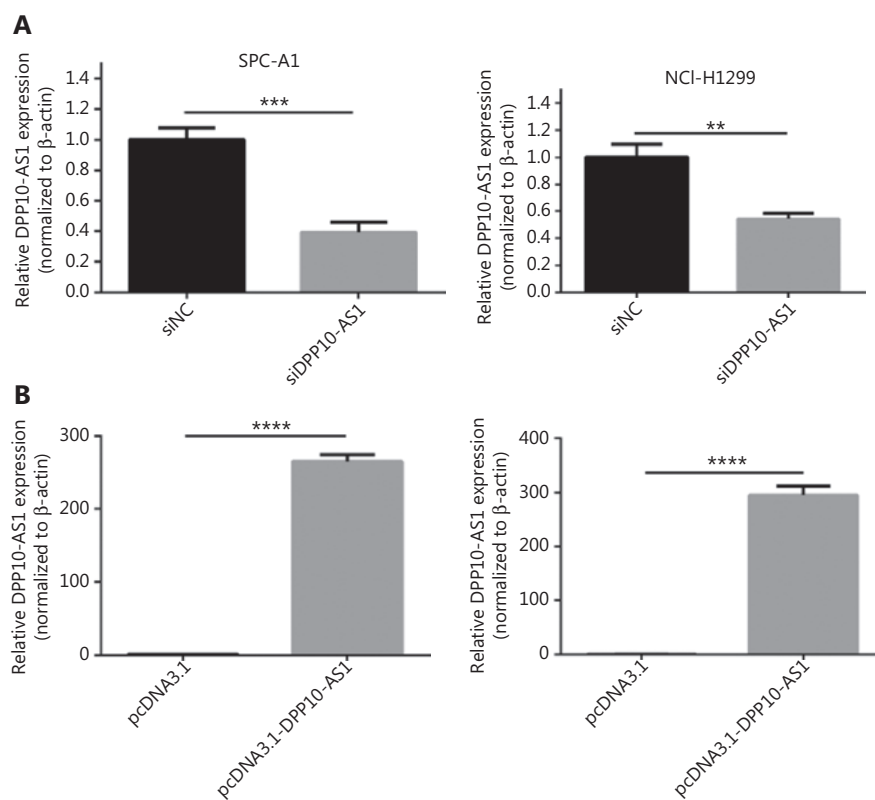 A
SPC-A1
Relative DPP10-AS1 expression
(normalized to β-actin)
1.4
1.2
1.0
0.8
0.6
0.4
0.2
0.0
***
siNC
siDPP10-AS1
NCl-H1299
Relative DPP10-AS1 expression
(normalized to β-actin)
1.4
1.2
1.0
0.8
0.6
0.4
0.2
0.0
**
siNC
siDPP10-AS1
B
Relative DPP10-AS1 expression
(normalized to β-actin)
300
200
100
0
****
pcDNA3.1
pcDNA3.1-DPP10-AS1
Relative DPP10-AS1 expression
(normalized to β-actin)
400
300
200
100
0
****
pcDNA3.1
pcDNA3.1-DPP10-AS1